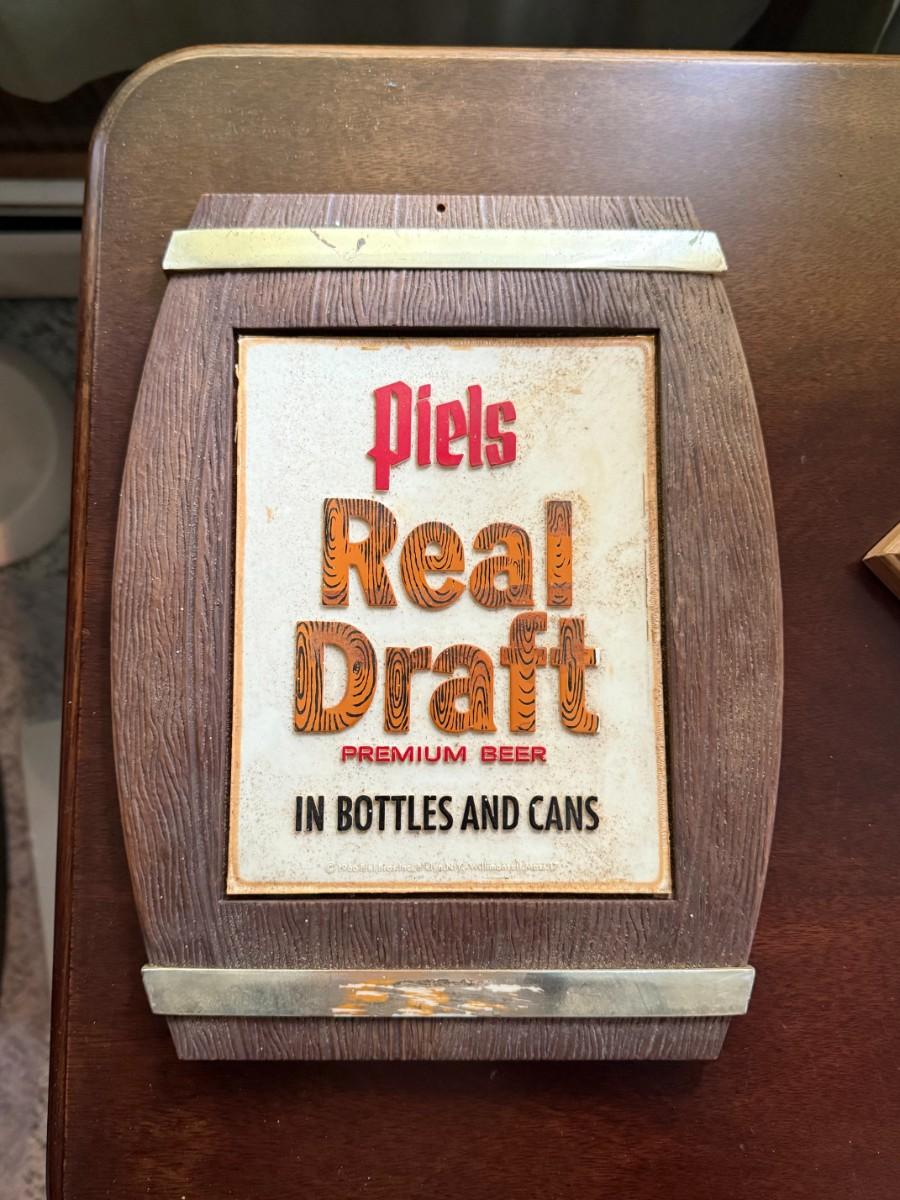 Piels
Real
Draft
PREMIUM BEER
IN BOTTLES AND CANS